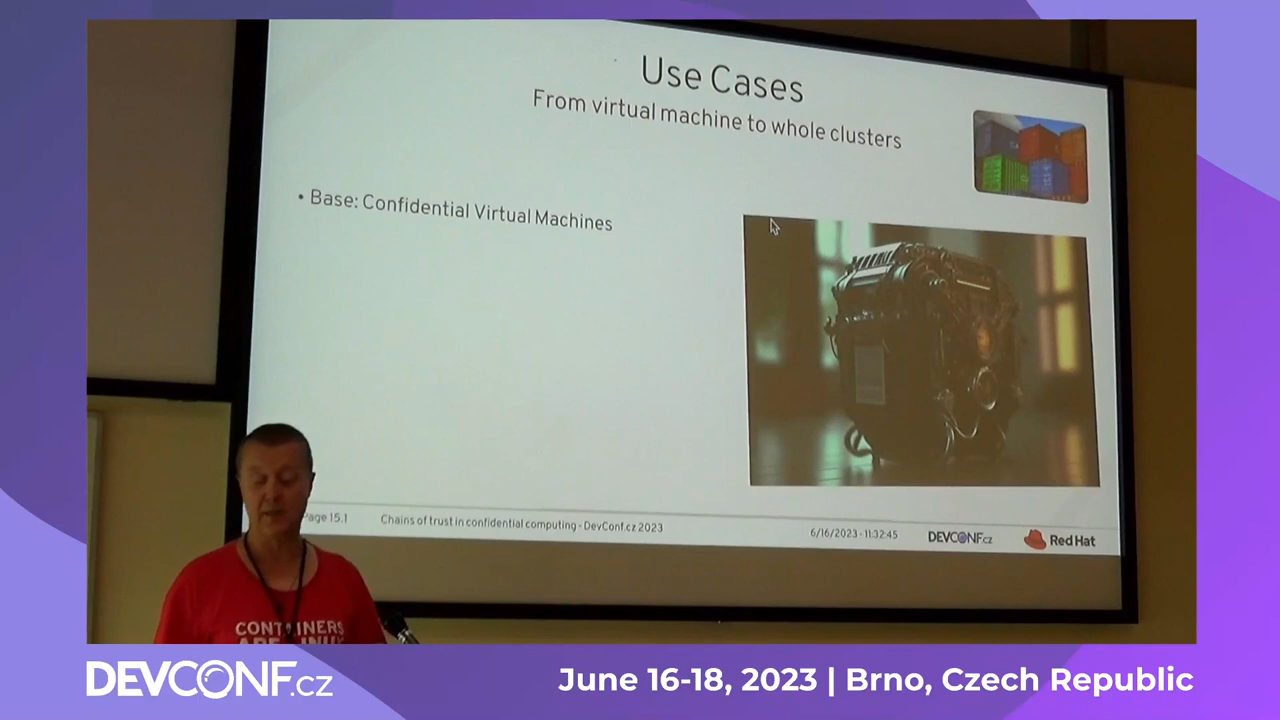 Use Cases
From virtual machine to whole clusters
• Base: Confidential Virtual Machines
Page 15.1
Chains of trust in confidential computing - DevConf.cz 2023
6/16/2023 - 11:32:45
DEVCONF.cz
Red Hat
CONTAINERS
ARE LINUX
DEVCONF.cz
June 16-18, 2023 | Brno, Czech Republic